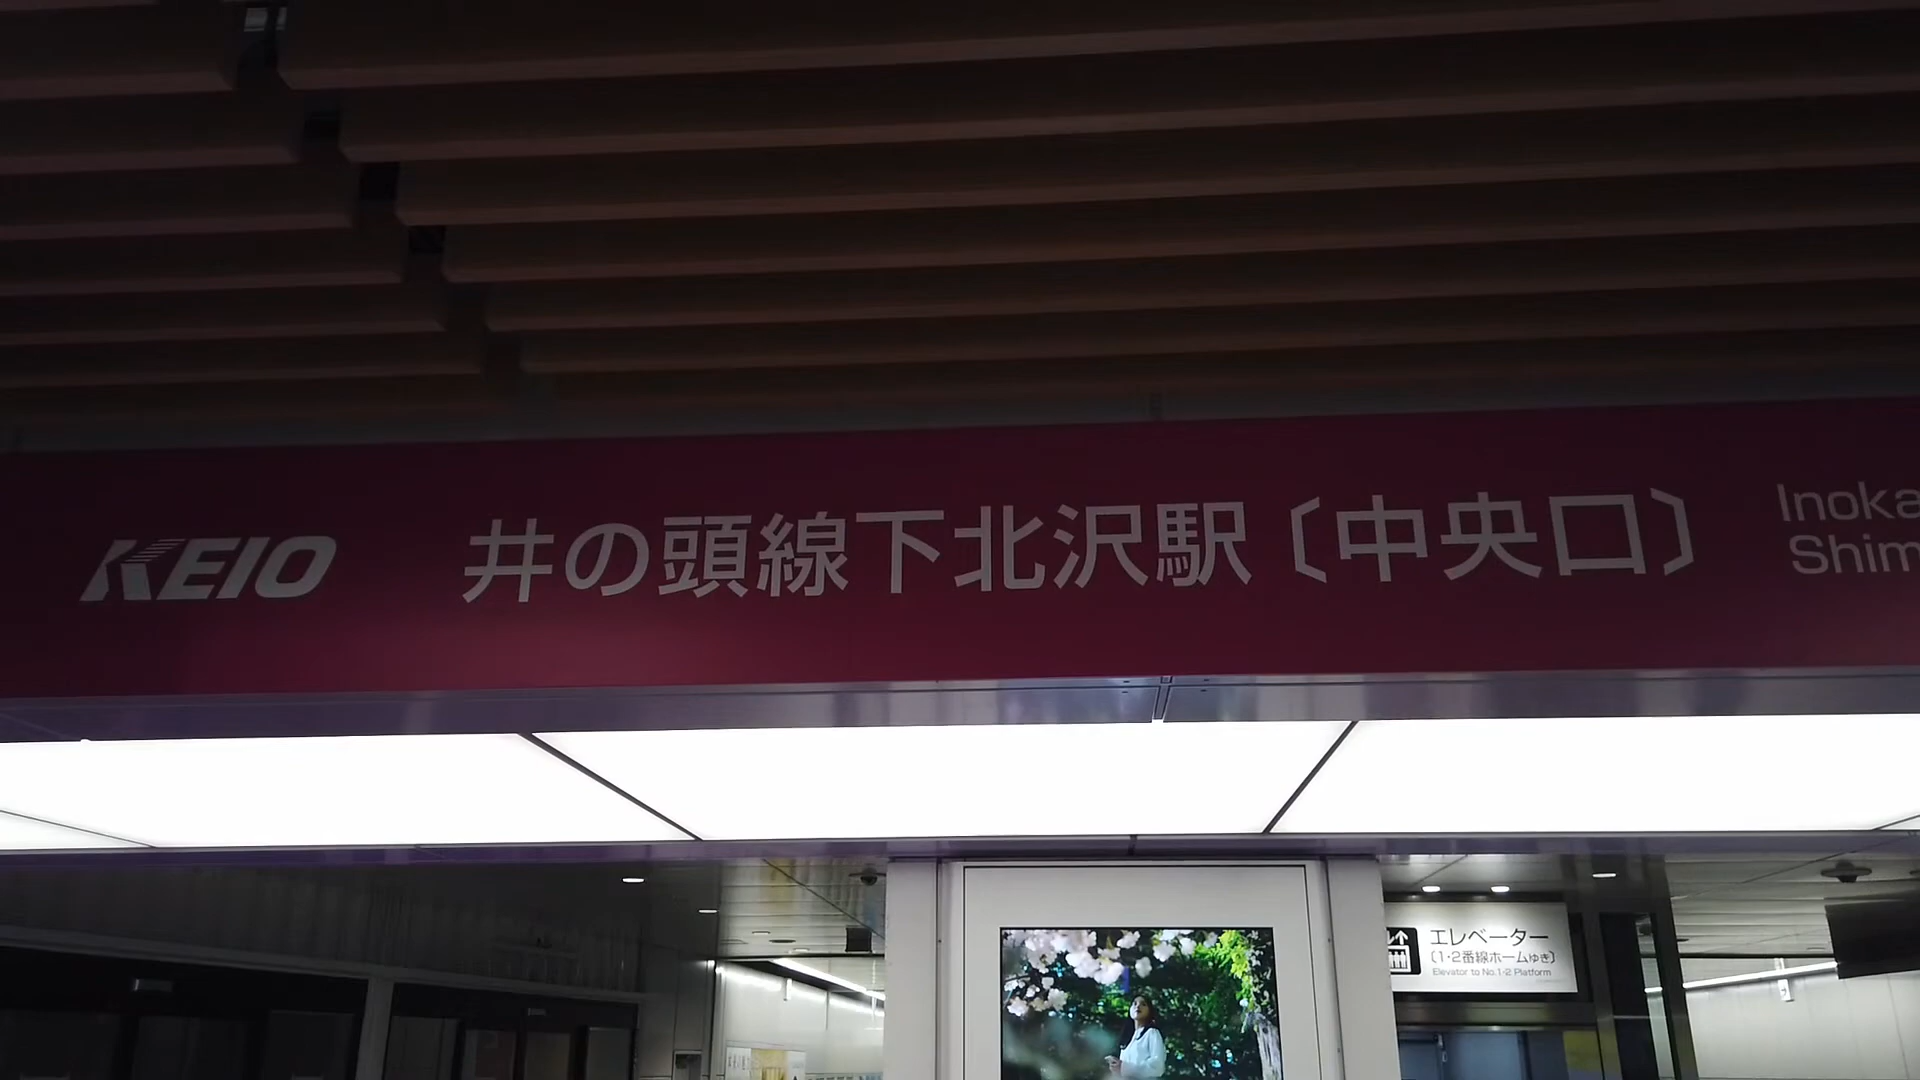 KEIO 井の頭線下北沢駅〔中央口〕
Inoka
Shim
エレベーター
〔1・2番線ホームゆき〕
Elevator to No.1-2 Platform